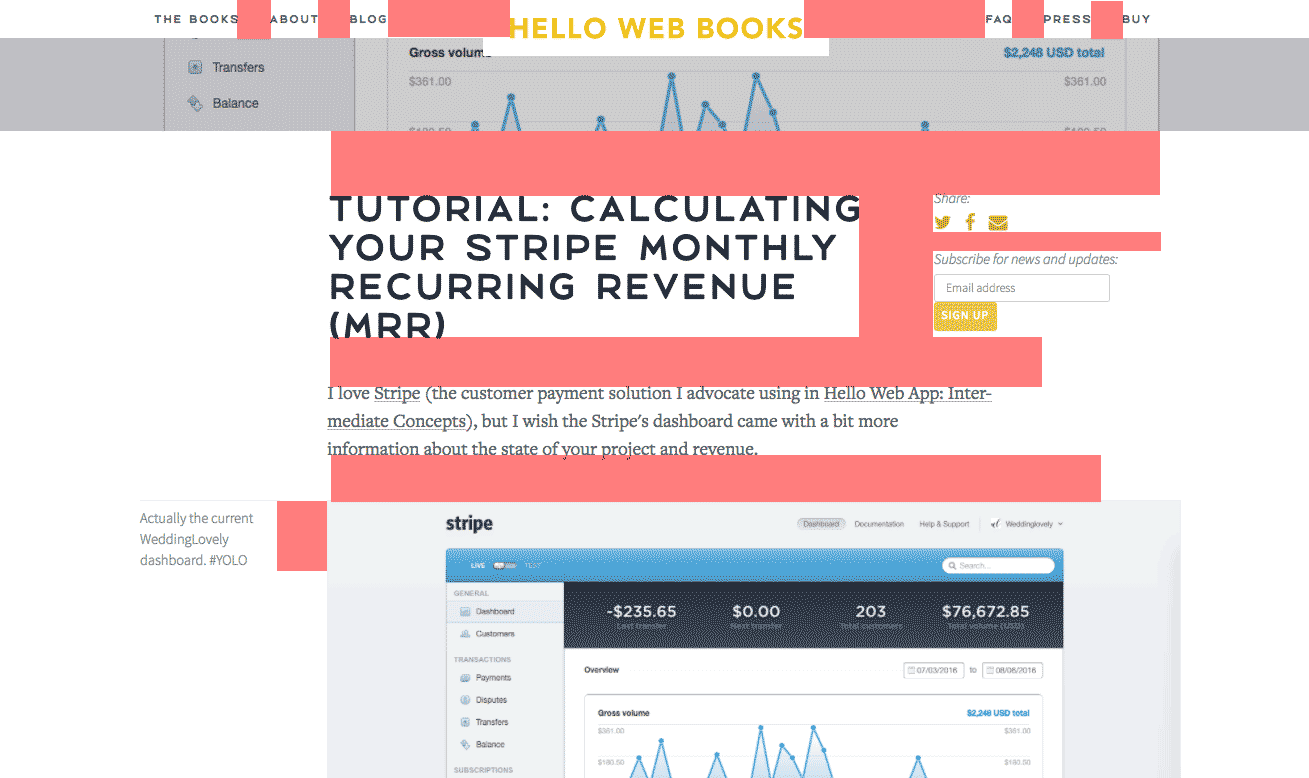 THE BOOKS ABOUT BLOG HELLO WEB BOOKS FAQ PRESS BUY
Gross volume $2,248 USD total
Transfers
$361.00 $361.00
Balance
$180.50 $180.50
TUTORIAL: CALCULATING
YOUR STRIPE MONTHLY
RECURRING REVENUE
(MRR)
Share:
Subscribe for news and updates:
Email address
SIGN UP
I love Stripe (the customer payment solution I advocate using in Hello Web App: Inter-
mediate Concepts), but I wish the Stripe's dashboard came with a bit more
information about the state of your project and revenue.
Actually the current
WeddingLovely
dashboard. #YOLO
stripe Dashboard Documentation Help & Support Weddinglovely
LIVE TEST Search...
GENERAL
Dashboard
Customers
TRANSACTIONS
Payments
Disputes
Transfers
Balance
SUBSCRIPTIONS
-$235.65 $0.00 203 $76,672.85
Last transfer Next transfer Total customers Total volume (USD)
Overview 07/03/2016 to 08/06/2016
Gross volume $2,248 USD total
$361.00 $361.00
$180.50 $180.50